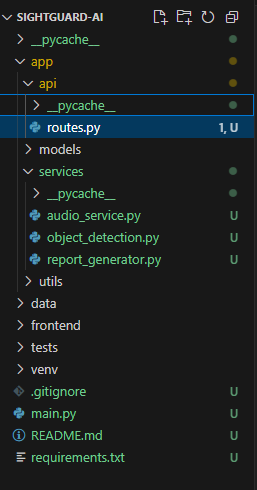 SIGHTGUARD-AI
__pycache__
app
api
__pycache__
routes.py 1, U
models
services
__pycache__
audio_service.py U
object_detection.py U
report_generator.py U
utils
data
frontend
tests
venv
.gitignore U
main.py U
README.md U
requirements.txt U